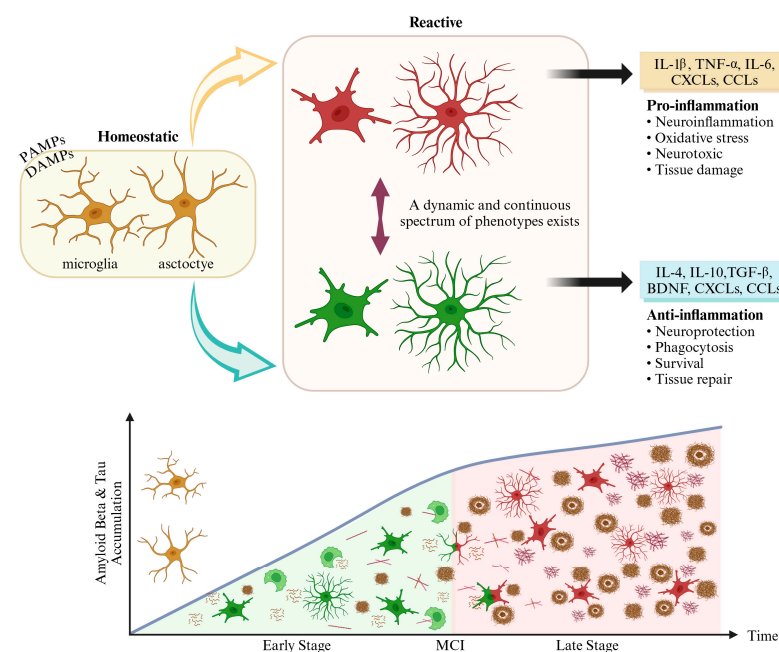 Reactive
PAMPs
DAMPs
Homeostatic
microglia
asctoctye
A dynamic and continuous
spectrum of phenotypes exists
IL-1β, TNF-α, IL-6,
CXCLs, CCLs
Pro-inflammation
• Neuroinflammation
• Oxidative stress
• Neurotoxic
• Tissue damage
IL-4, IL-10,TGF-β,
BDNF, CXCLs, CCLs
Anti-inflammation
• Neuroprotection
• Phagocytosis
• Survival
• Tissue repair
Amyloid Beta & Tau
Accumulation
Early Stage
MCI
Late Stage
Time